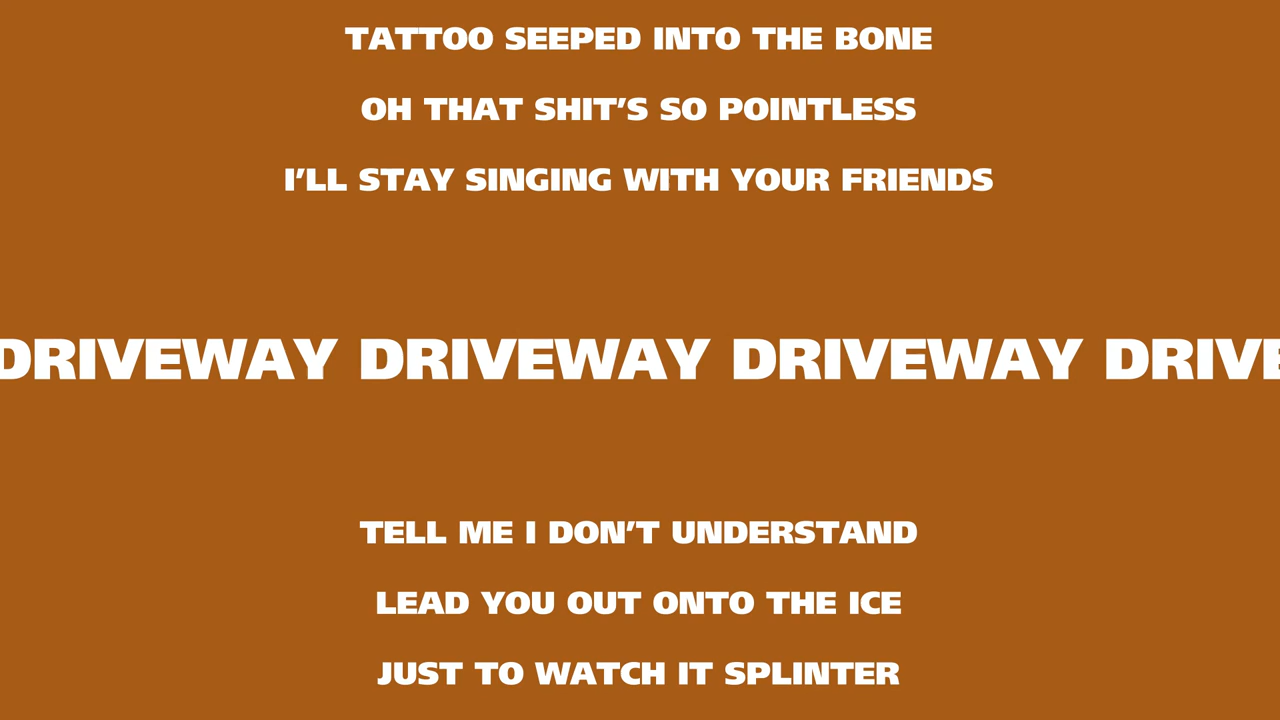 TATTOO SEEPED INTO THE BONE
OH THAT SHIT'S SO POINTLESS
I'LL STAY SINGING WITH YOUR FRIENDS
DRIVEWAY DRIVEWAY DRIVEWAY DRIVE
TELL ME I DON'T UNDERSTAND
LEAD YOU OUT ONTO THE ICE
JUST TO WATCH IT SPLINTER